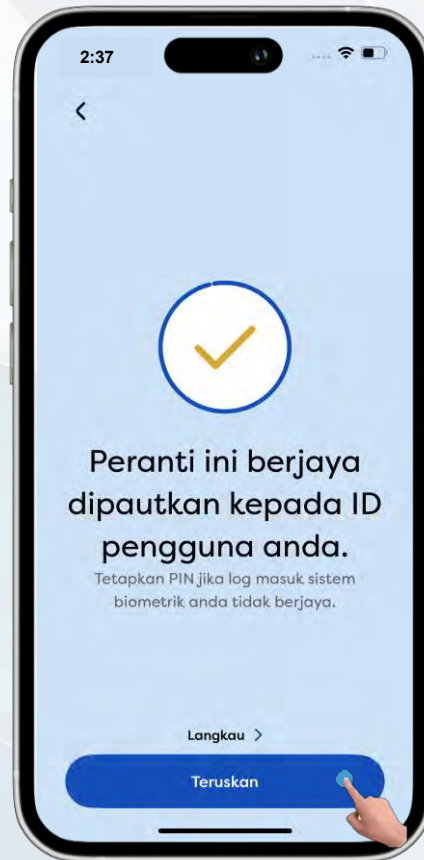 2:37
Peranti ini berjaya
dipautkan kepada ID
pengguna anda.
Tetapkan PIN jika log masuk sistem
biometrik anda tidak berjaya.
Langkau >
Teruskan